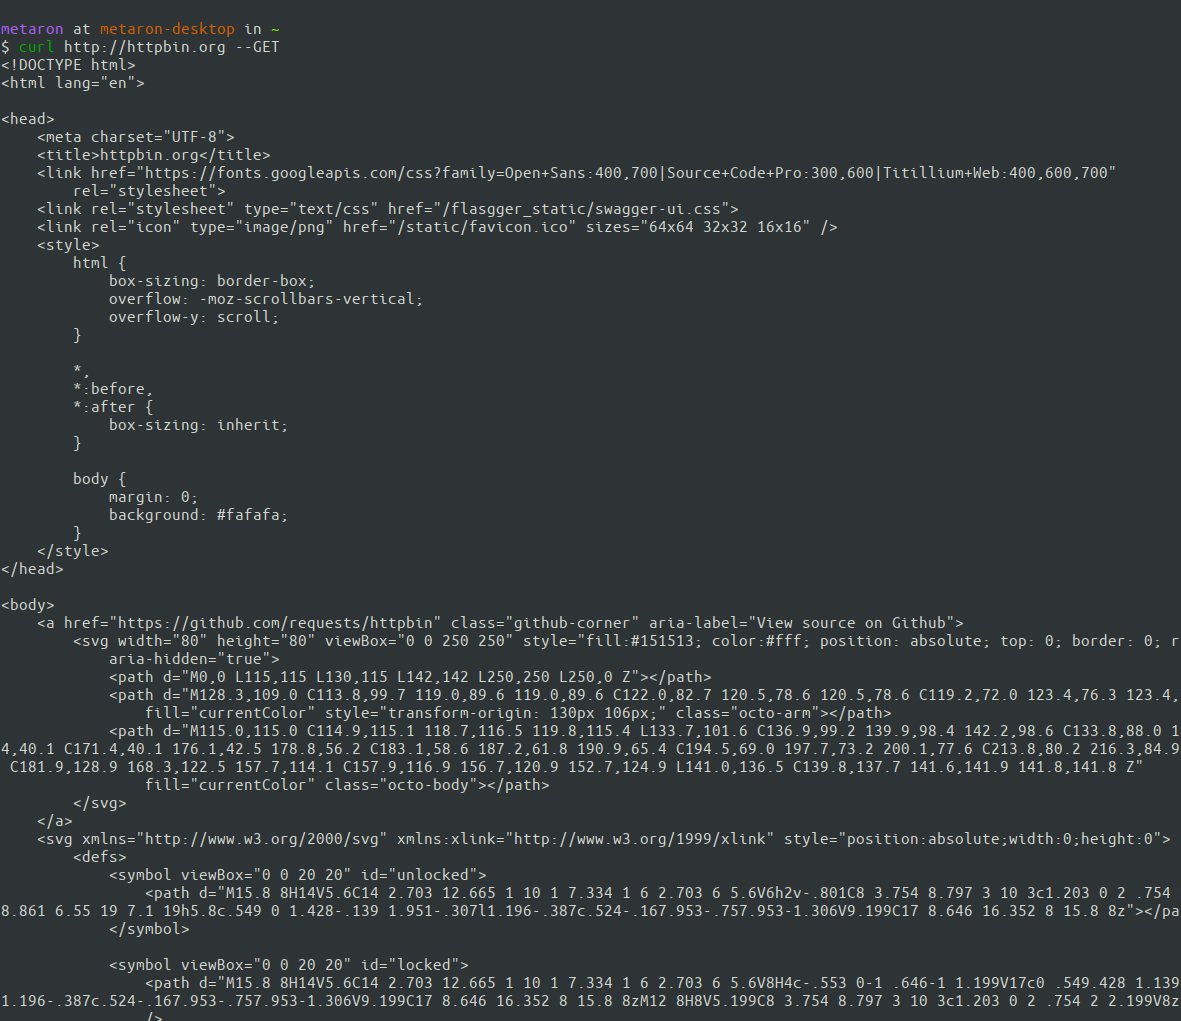 metaron at metaron-desktop in ~
$ curl http://httpbin.org --GET
<!DOCTYPE html>
<html lang="en">

<head>
    <meta charset="UTF-8">
    <title>httpbin.org</title>
    <link href="https://fonts.googleapis.com/css?family=Open+Sans:400,700|Source+Code+Pro:300,600|Titillium+Web:400,600,700"
        rel="stylesheet">
    <link rel="stylesheet" type="text/css" href="/flasgger_static/swagger-ui.css">
    <link rel="icon" type="image/png" href="/static/favicon.ico" sizes="64x64 32x32 16x16" />
    <style>
        html {
            box-sizing: border-box;
            overflow: -moz-scrollbars-vertical;
            overflow-y: scroll;
        }

        *,
        *:before,
        *:after {
            box-sizing: inherit;
        }

        body {
            margin: 0;
            background: #fafafa;
        }
    </style>
</head>

<body>
    <a href="https://github.com/requests/httpbin" class="github-corner" aria-label="View source on Github">
        <svg width="80" height="80" viewBox="0 0 250 250" style="fill:#151513; color:#fff; position: absolute; top: 0; border: 0; r
            aria-hidden="true">
            <path d="M0,0 L115,115 L130,115 L142,142 L250,250 L250,0 Z"></path>
            <path d="M128.3,109.0 C113.8,99.7 119.0,89.6 119.0,89.6 C122.0,82.7 120.5,78.6 120.5,78.6 C119.2,72.0 123.4,76.3 123.4,
                fill="currentColor" style="transform-origin: 130px 106px;" class="octo-arm"></path>
            <path d="M115.0,115.0 C114.9,115.1 118.7,116.5 119.8,115.4 L133.7,101.6 C136.9,99.2 139.9,98.4 142.2,98.6 C133.8,88.0 1
4,40.1 C171.4,40.1 176.1,42.5 178.8,56.2 C183.1,58.6 187.2,61.8 190.9,65.4 C194.5,69.0 197.7,73.2 200.1,77.6 C213.8,80.2 216.3,84.9
 C181.9,128.9 168.3,122.5 157.7,114.1 C157.9,116.9 156.7,120.9 152.7,124.9 L141.0,136.5 C139.8,137.7 141.6,141.9 141.8,141.8 Z"
                fill="currentColor" class="octo-body"></path>
        </svg>
    </a>
    <svg xmlns="http://www.w3.org/2000/svg" xmlns:xlink="http://www.w3.org/1999/xlink" style="position:absolute;width:0;height:0">
        <defs>
            <symbol viewBox="0 0 20 20" id="unlocked">
                <path d="M15.8 8H14V5.6C14 2.703 12.665 1 10 1 7.334 1 6 2.703 6 5.6V6h2v-.801C8 3.754 8.797 3 10 3c1.203 0 2 .754
8.861 6.55 19 7.1 19h5.8c.549 0 1.428-.139 1.951-.307l1.196-.387c.524-.167.953-.757.953-1.306V9.199C17 8.646 16.352 8 15.8 8z"></pa
            </symbol>

            <symbol viewBox="0 0 20 20" id="locked">
                <path d="M15.8 8H14V5.6C14 2.703 12.665 1 10 1 7.334 1 6 2.703 6 5.6V8H4c-.553 0-1 .646-1 1.199V17c0 .549.428 1.139
1.196-.387c.524-.167.953-.757.953-1.306V9.199C17 8.646 16.352 8 15.8 8zM12 8H8V5.199C8 3.754 8.797 3 10 3c1.203 0 2 .754 2 2.199V8z
                />